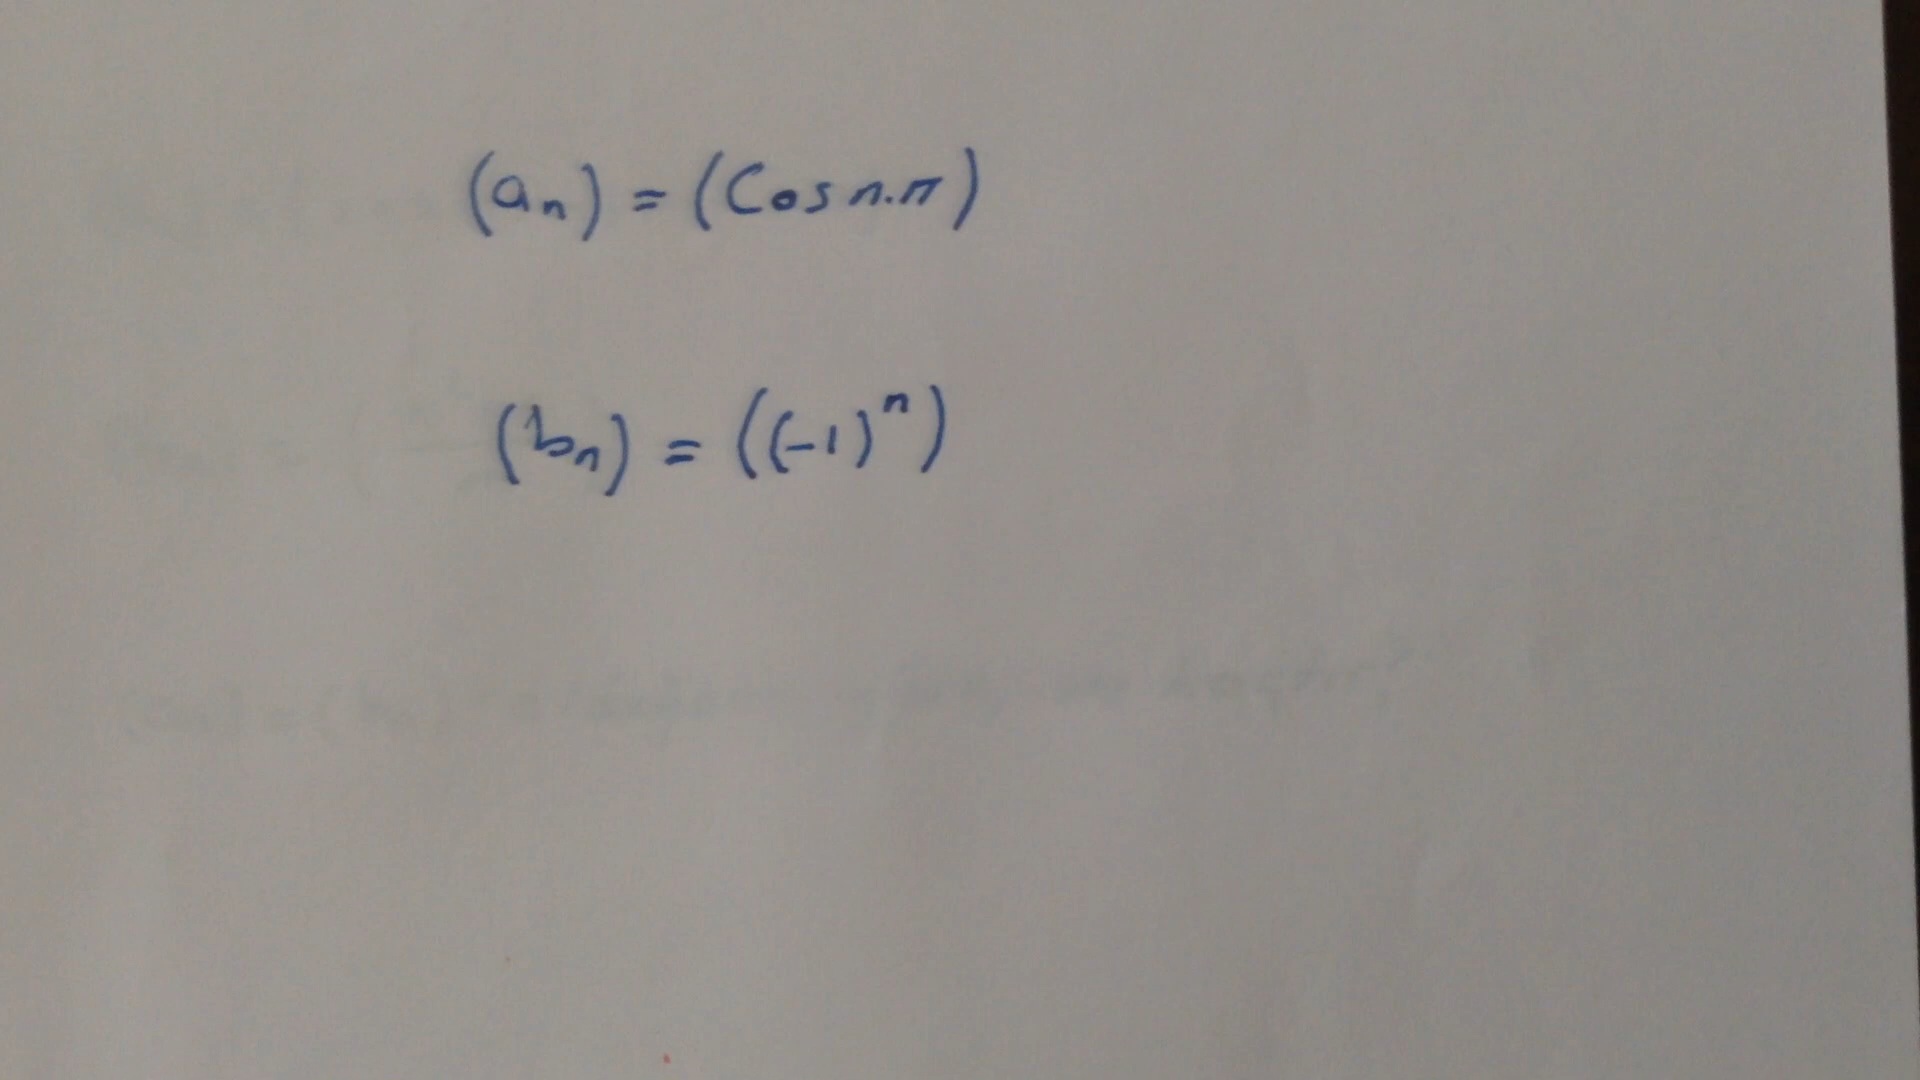 (aₙ) = (Cos n.π)
(bₙ) = ((-1)ⁿ)